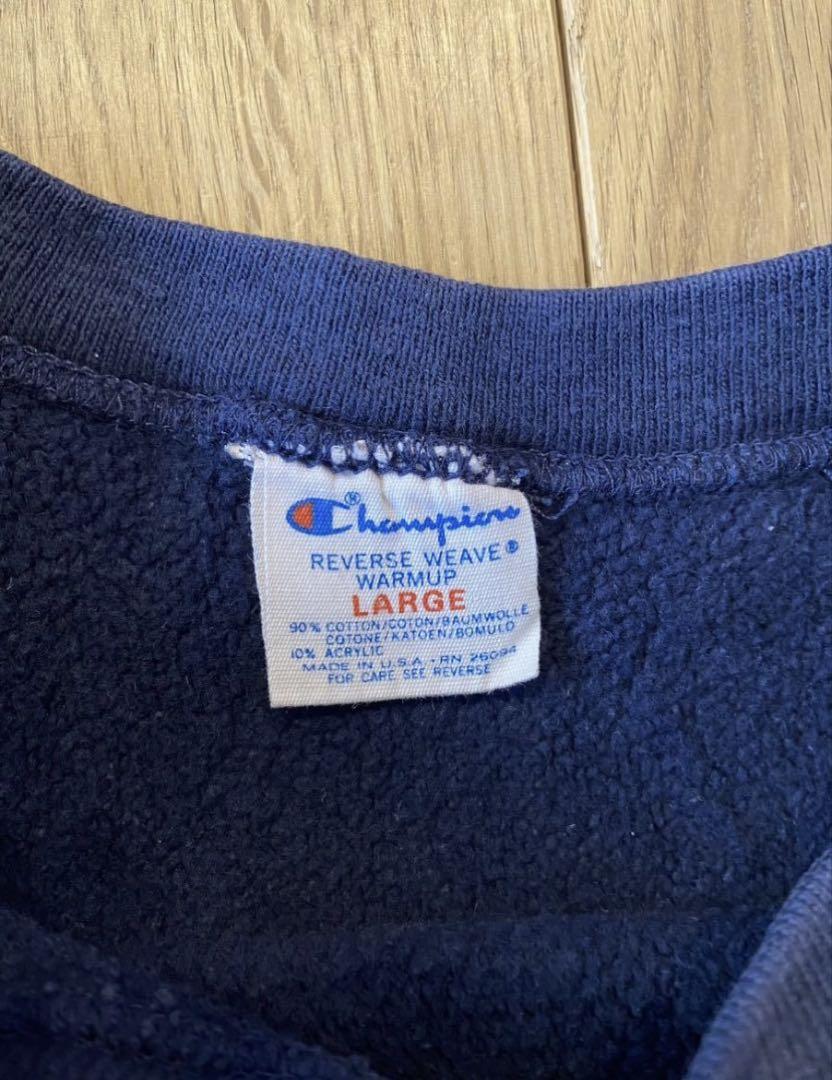 Champion®
REVERSE WEAVE®
WARMUP
LARGE
90% COTTON/COTON/BAUMWOLLE
COTONE/KATOEN/BOMULD
10% ACRYLIC
MADE IN U.S.A. · RN 26094
FOR CARE SEE REVERSE